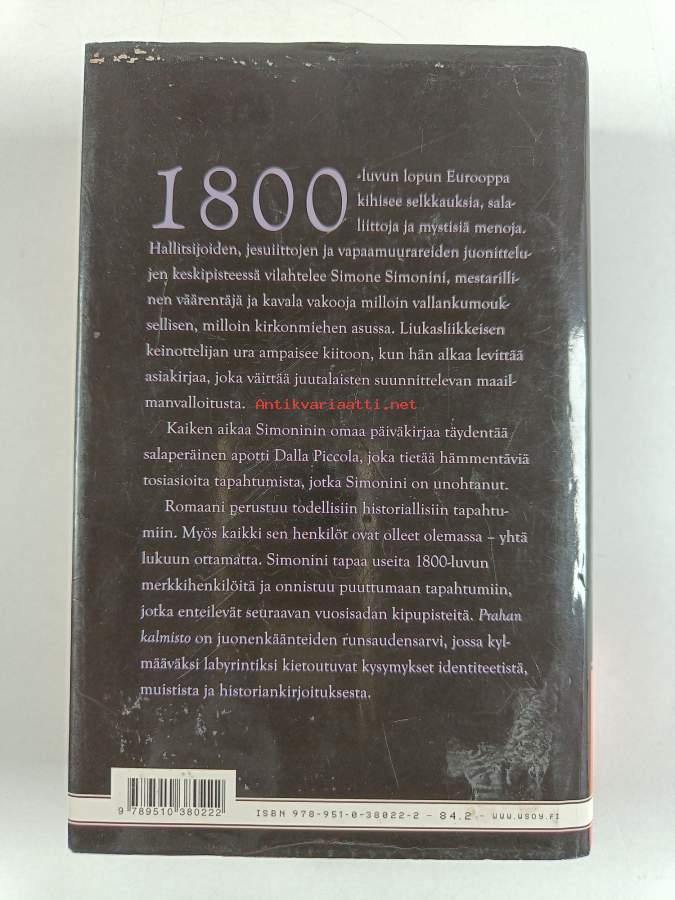 1800-luvun lopun Eurooppa
kihisee selkkauksia, sala-
liittoja ja mystisiä menoja.
Hallitsijoiden, jesuiittojen ja vapaamuurareiden juonittelu-
jen keskipisteessä vilahtelee Simone Simonini, mestarilli-
nen väärentäjä ja kavala vakooja milloin vallankumouk-
sellisen, milloin kirkonmiehen asussa. Liukasliikkeisen
keinottelijan ura ampaisee kiitoon, kun hän alkaa levittää
asiakirjaa, joka väittää juutalaisten suunnittelevan maail-
manvalloitusta.
Antikvariaatti.net
Kaiken aikaa Simoninin omaa päiväkirjaa täydentää
salaperäinen apotti Dalla Piccola, joka tietää hämmentäviä
tosiasioita tapahtumista, jotka Simonini on unohtanut.
Romaani perustuu todellisiin historiallisiin tapahtu-
miin. Myös kaikki sen henkilöt ovat olleet olemassa – yhtä
lukuun ottamatta. Simonini tapaa useita 1800-luvun
merkkihenkilöitä ja onnistuu puuttumaan tapahtumiin,
jotka enteilevät seuraavan vuosisadan kipupisteitä. Prahan
kalmisto on juonenkäänteiden runsaudensarvi, jossa kyl-
määväksi labyrintiksi kietoutuvat kysymykset identiteetistä,
muistista ja historiankirjoituksesta.
9 789510 380222
ISBN 978-951-0-38022-2 – 84.2 – WWW.WSOY.FI